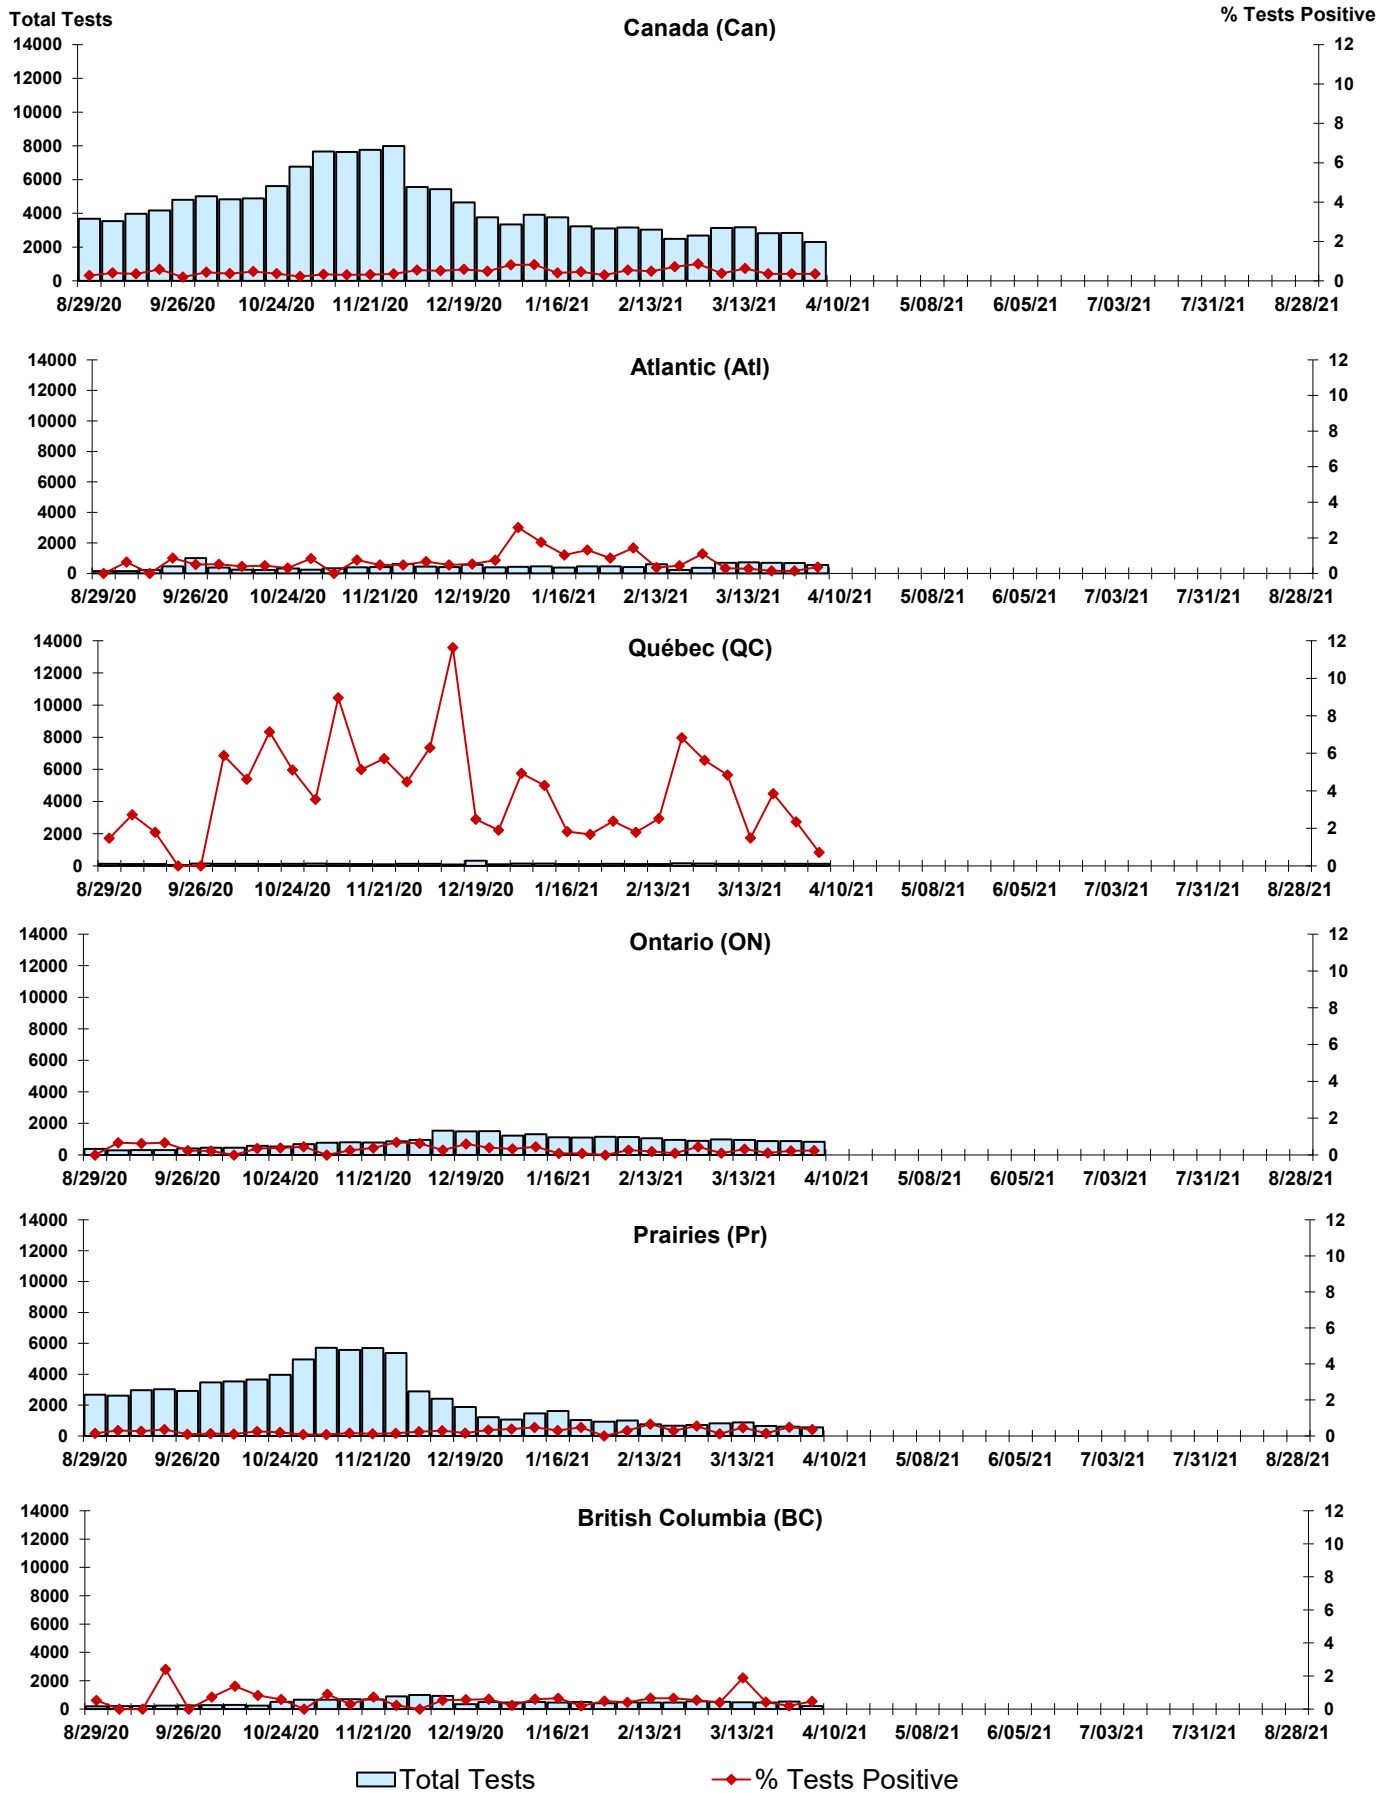 Total Tests
% Tests Positive
Canada (Can)
14000 12000 10000 8000 6000 4000 2000 0
12 10 8 6 4 2 0
8/29/20 9/26/20 10/24/20 11/21/20 12/19/20 1/16/21 2/13/21 3/13/21 4/10/21 5/08/21 6/05/21 7/03/21 7/31/21 8/28/21
Atlantic (Atl)
14000 12000 10000 8000 6000 4000 2000 0
12 10 8 6 4 2 0
8/29/20 9/26/20 10/24/20 11/21/20 12/19/20 1/16/21 2/13/21 3/13/21 4/10/21 5/08/21 6/05/21 7/03/21 7/31/21 8/28/21
Québec (QC)
14000 12000 10000 8000 6000 4000 2000 0
12 10 8 6 4 2 0
8/29/20 9/26/20 10/24/20 11/21/20 12/19/20 1/16/21 2/13/21 3/13/21 4/10/21 5/08/21 6/05/21 7/03/21 7/31/21 8/28/21
Ontario (ON)
14000 12000 10000 8000 6000 4000 2000 0
12 10 8 6 4 2 0
8/29/20 9/26/20 10/24/20 11/21/20 12/19/20 1/16/21 2/13/21 3/13/21 4/10/21 5/08/21 6/05/21 7/03/21 7/31/21 8/28/21
Prairies (Pr)
14000 12000 10000 8000 6000 4000 2000 0
12 10 8 6 4 2 0
8/29/20 9/26/20 10/24/20 11/21/20 12/19/20 1/16/21 2/13/21 3/13/21 4/10/21 5/08/21 6/05/21 7/03/21 7/31/21 8/28/21
British Columbia (BC)
14000 12000 10000 8000 6000 4000 2000 0
12 10 8 6 4 2 0
8/29/20 9/26/20 10/24/20 11/21/20 12/19/20 1/16/21 2/13/21 3/13/21 4/10/21 5/08/21 6/05/21 7/03/21 7/31/21 8/28/21
Total Tests % Tests Positive